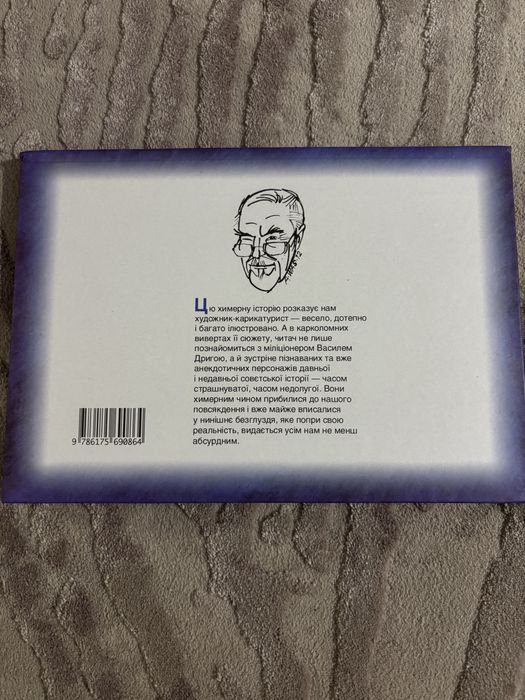 Цю химерну історію розказує нам
художник-карикатурист — весело, дотепно
і багато ілюстровано. А в карколомних
вивертах її сюжету, читач не лише
познайомиться з міліціонером Василем
Дригою, а й зустріне пізнаваних та вже
анекдотичних персонажів давньої
і недавньої совєтської історії — часом
страшнуватої, часом недолугої. Вони
химерним чином прибилися до нашого
повсякдення і вже майже вписалися
у нинішнє безглуздя, яке попри свою
реальність, видається усім нам не менш
абсурдним.
9 786175 690864